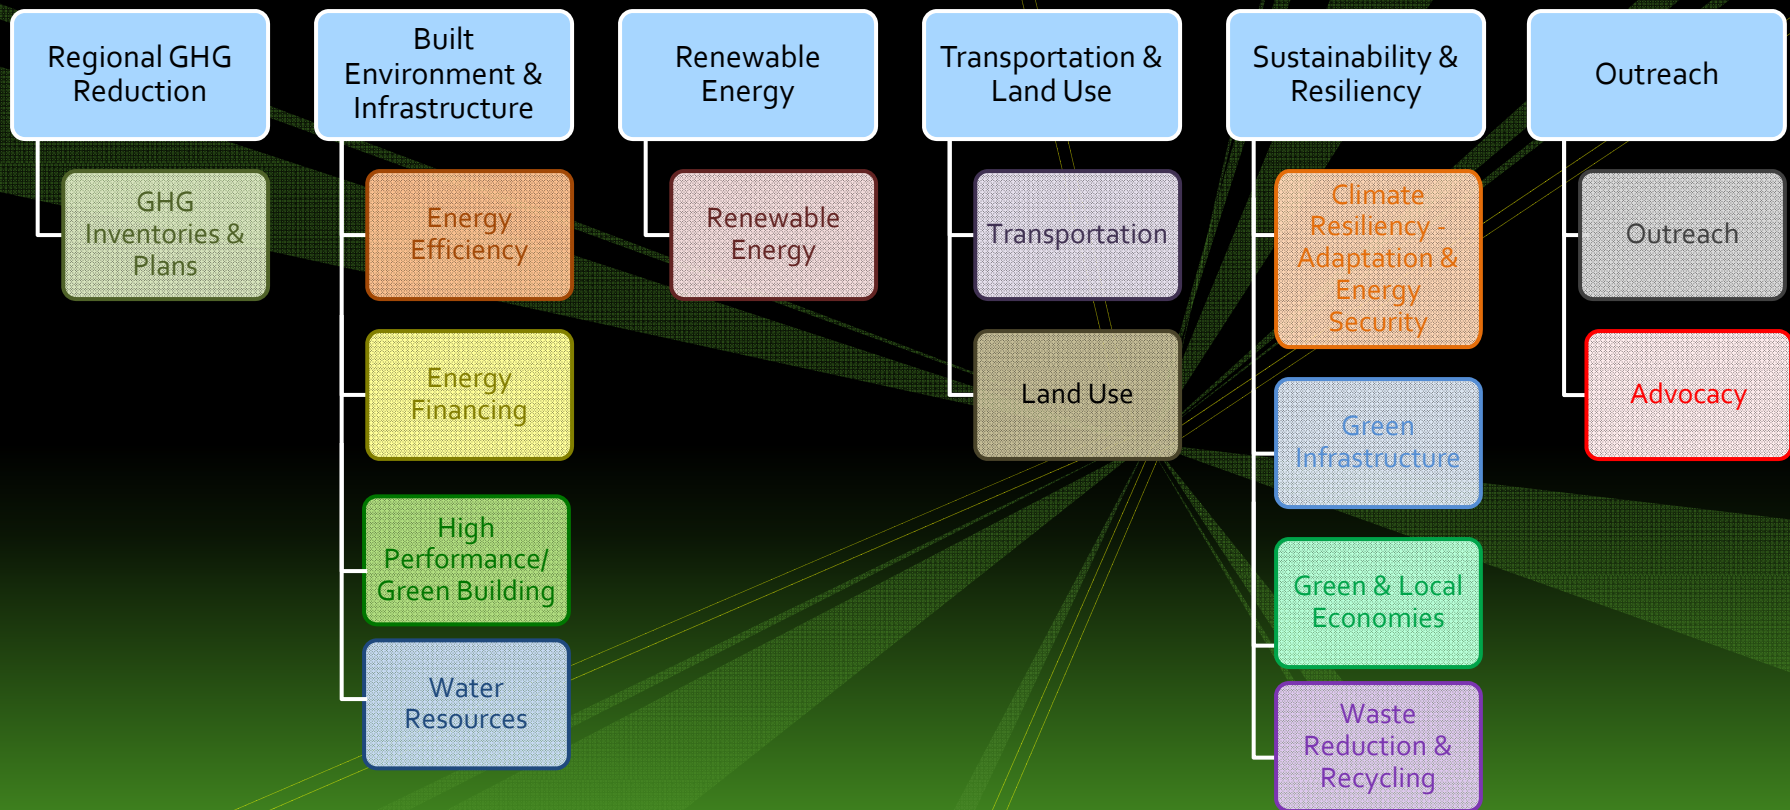 Regional GHG
Reduction
GHG
Inventories &
Plans
Built
Environment &
Infrastructure
Energy
Efficiency
Energy
Financing
High
Performance/
Green Building
Water
Resources
Renewable
Energy
Renewable
Energy
Transportation &
Land Use
Transportation
Land Use
Sustainability &
Resiliency
Climate
Resiliency -
Adaptation &
Energy
Security
Green
Infrastructure
Green & Local
Economies
Waste
Reduction &
Recycling
Outreach
Outreach
Advocacy